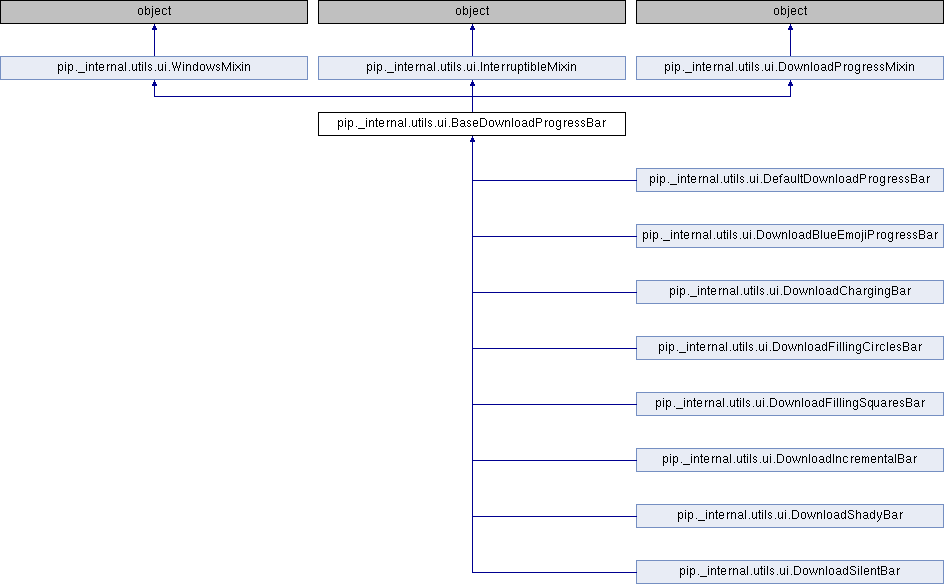 object
object
object
pip._internal.utils.ui.WindowsMixin
pip._internal.utils.ui.InterruptibleMixin
pip._internal.utils.ui.DownloadProgressMixin
pip._internal.utils.ui.BaseDownloadProgressBar
pip._internal.utils.ui.DefaultDownloadProgressBar
pip._internal.utils.ui.DownloadBlueEmojiProgressBar
pip._internal.utils.ui.DownloadChargingBar
pip._internal.utils.ui.DownloadFillingCirclesBar
pip._internal.utils.ui.DownloadFillingSquaresBar
pip._internal.utils.ui.DownloadIncrementalBar
pip._internal.utils.ui.DownloadShadyBar
pip._internal.utils.ui.DownloadSilentBar